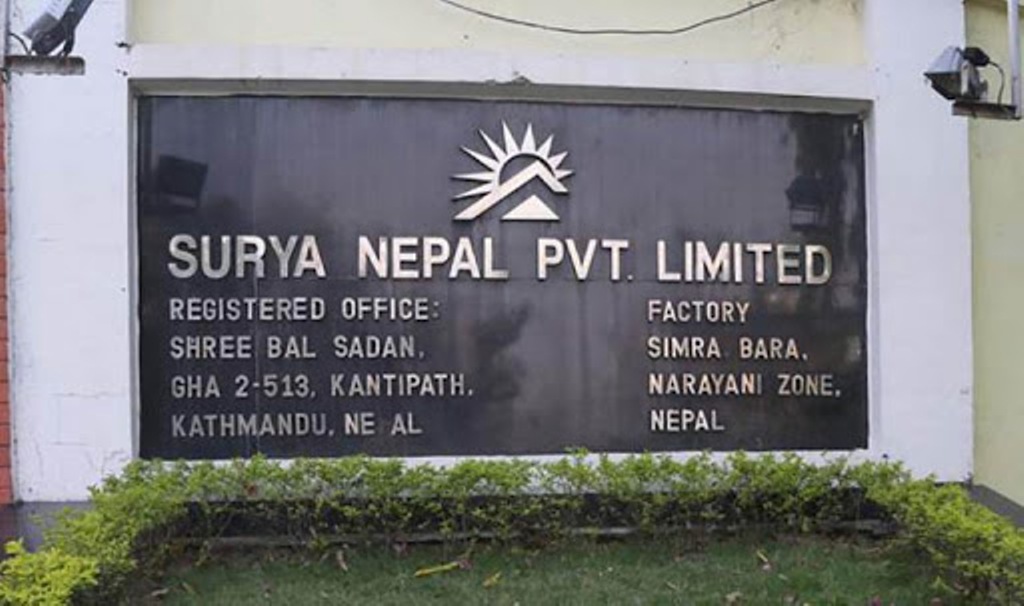 SURYA NEPAL PVT. LIMITED
REGISTERED OFFICE:
SHREE BAL SADAN,
GHA 2-513, KANTIPATH,
KATHMANDU, NE AL
FACTORY
SIMRA BARA,
NARAYANI ZONE,
NEPAL